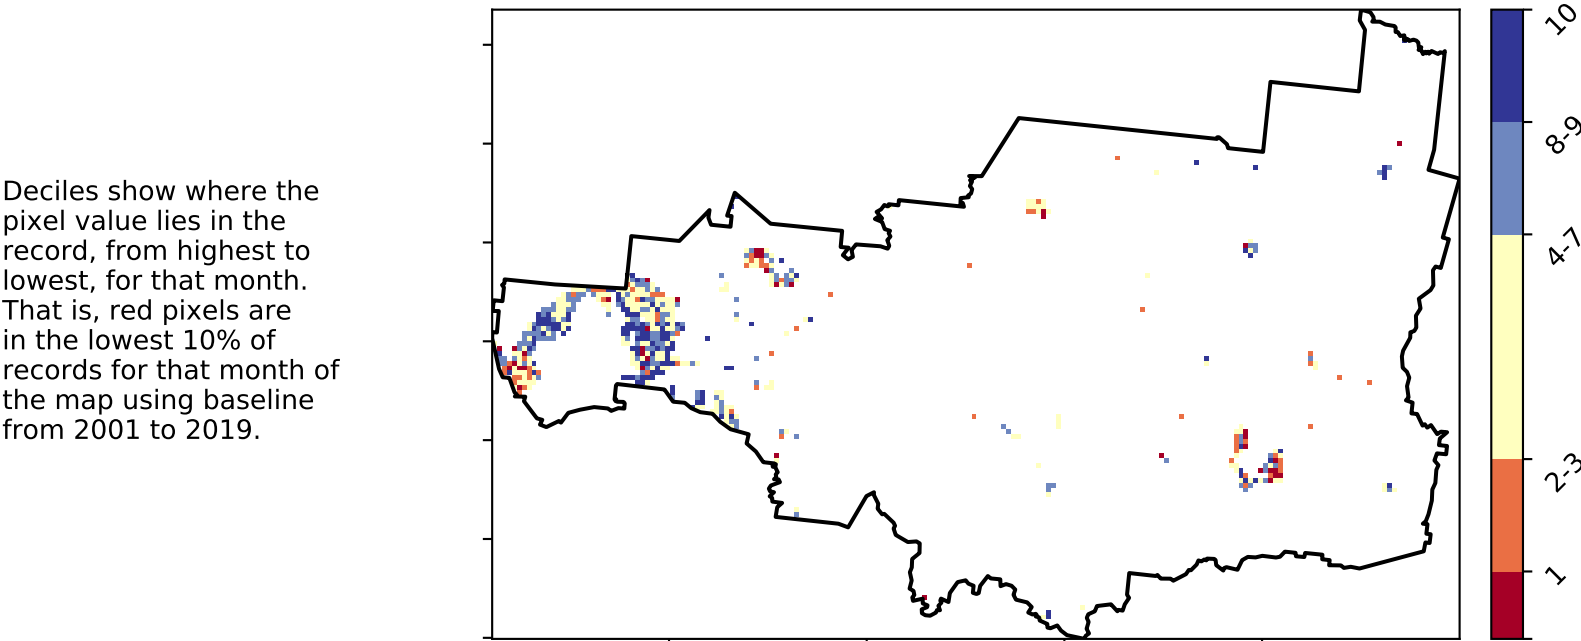 Deciles show where the
pixel value lies in the
record, from highest to
lowest, for that month.
That is, red pixels are
in the lowest 10% of
records for that month of
the map using baseline
from 2001 to 2019.
10
8-9
4-7
2-3
1